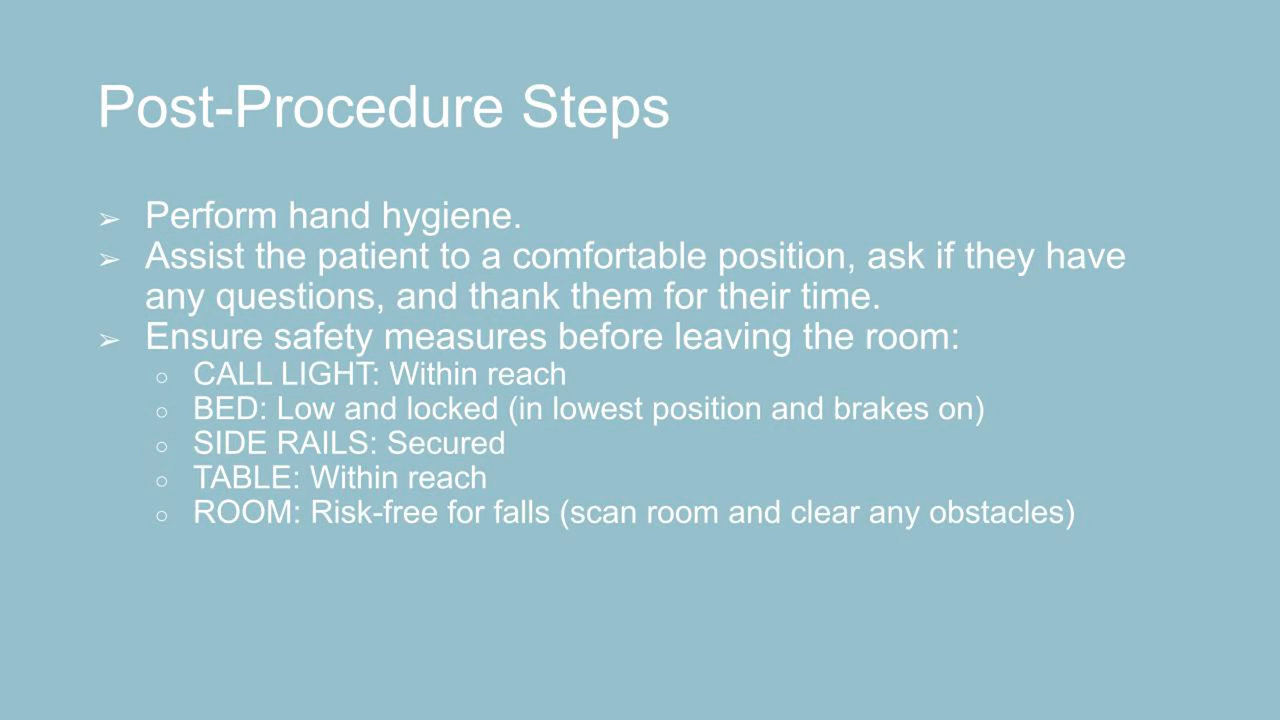 Post-Procedure Steps
➢ Perform hand hygiene.
➢ Assist the patient to a comfortable position, ask if they have
any questions, and thank them for their time.
➢ Ensure safety measures before leaving the room:
○ CALL LIGHT: Within reach
○ BED: Low and locked (in lowest position and brakes on)
○ SIDE RAILS: Secured
○ TABLE: Within reach
○ ROOM: Risk-free for falls (scan room and clear any obstacles)